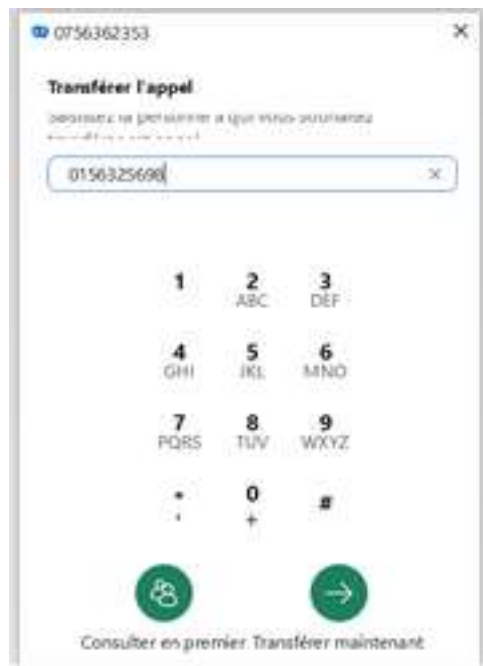 0756362353
Transférer l'appel
0156325698
1 2 3
ABC DEF
4 5 6
GHI JKL MNO
7 8 9
PQRS TUV WXYZ
* 0 #
+
Consulter en premier Transférer maintenant